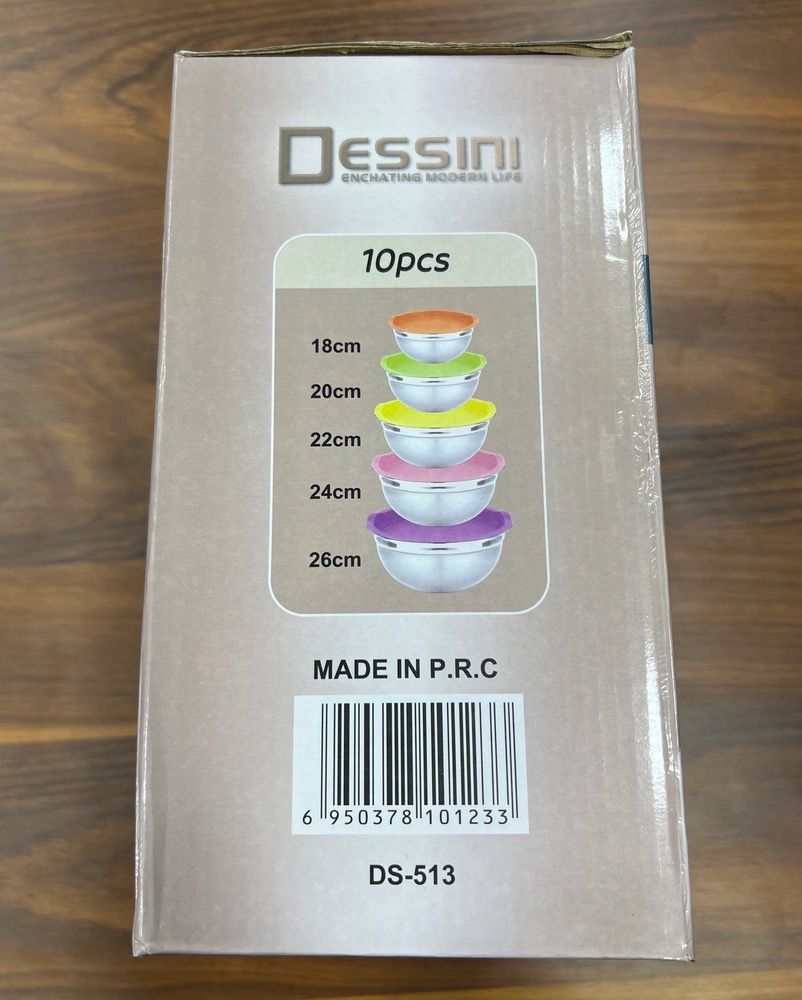 DESSINI
ENCHATING MODERN LIFE
10pcs
18cm
20cm
22cm
24cm
26cm
MADE IN P.R.C
6 950378 101233
DS-513